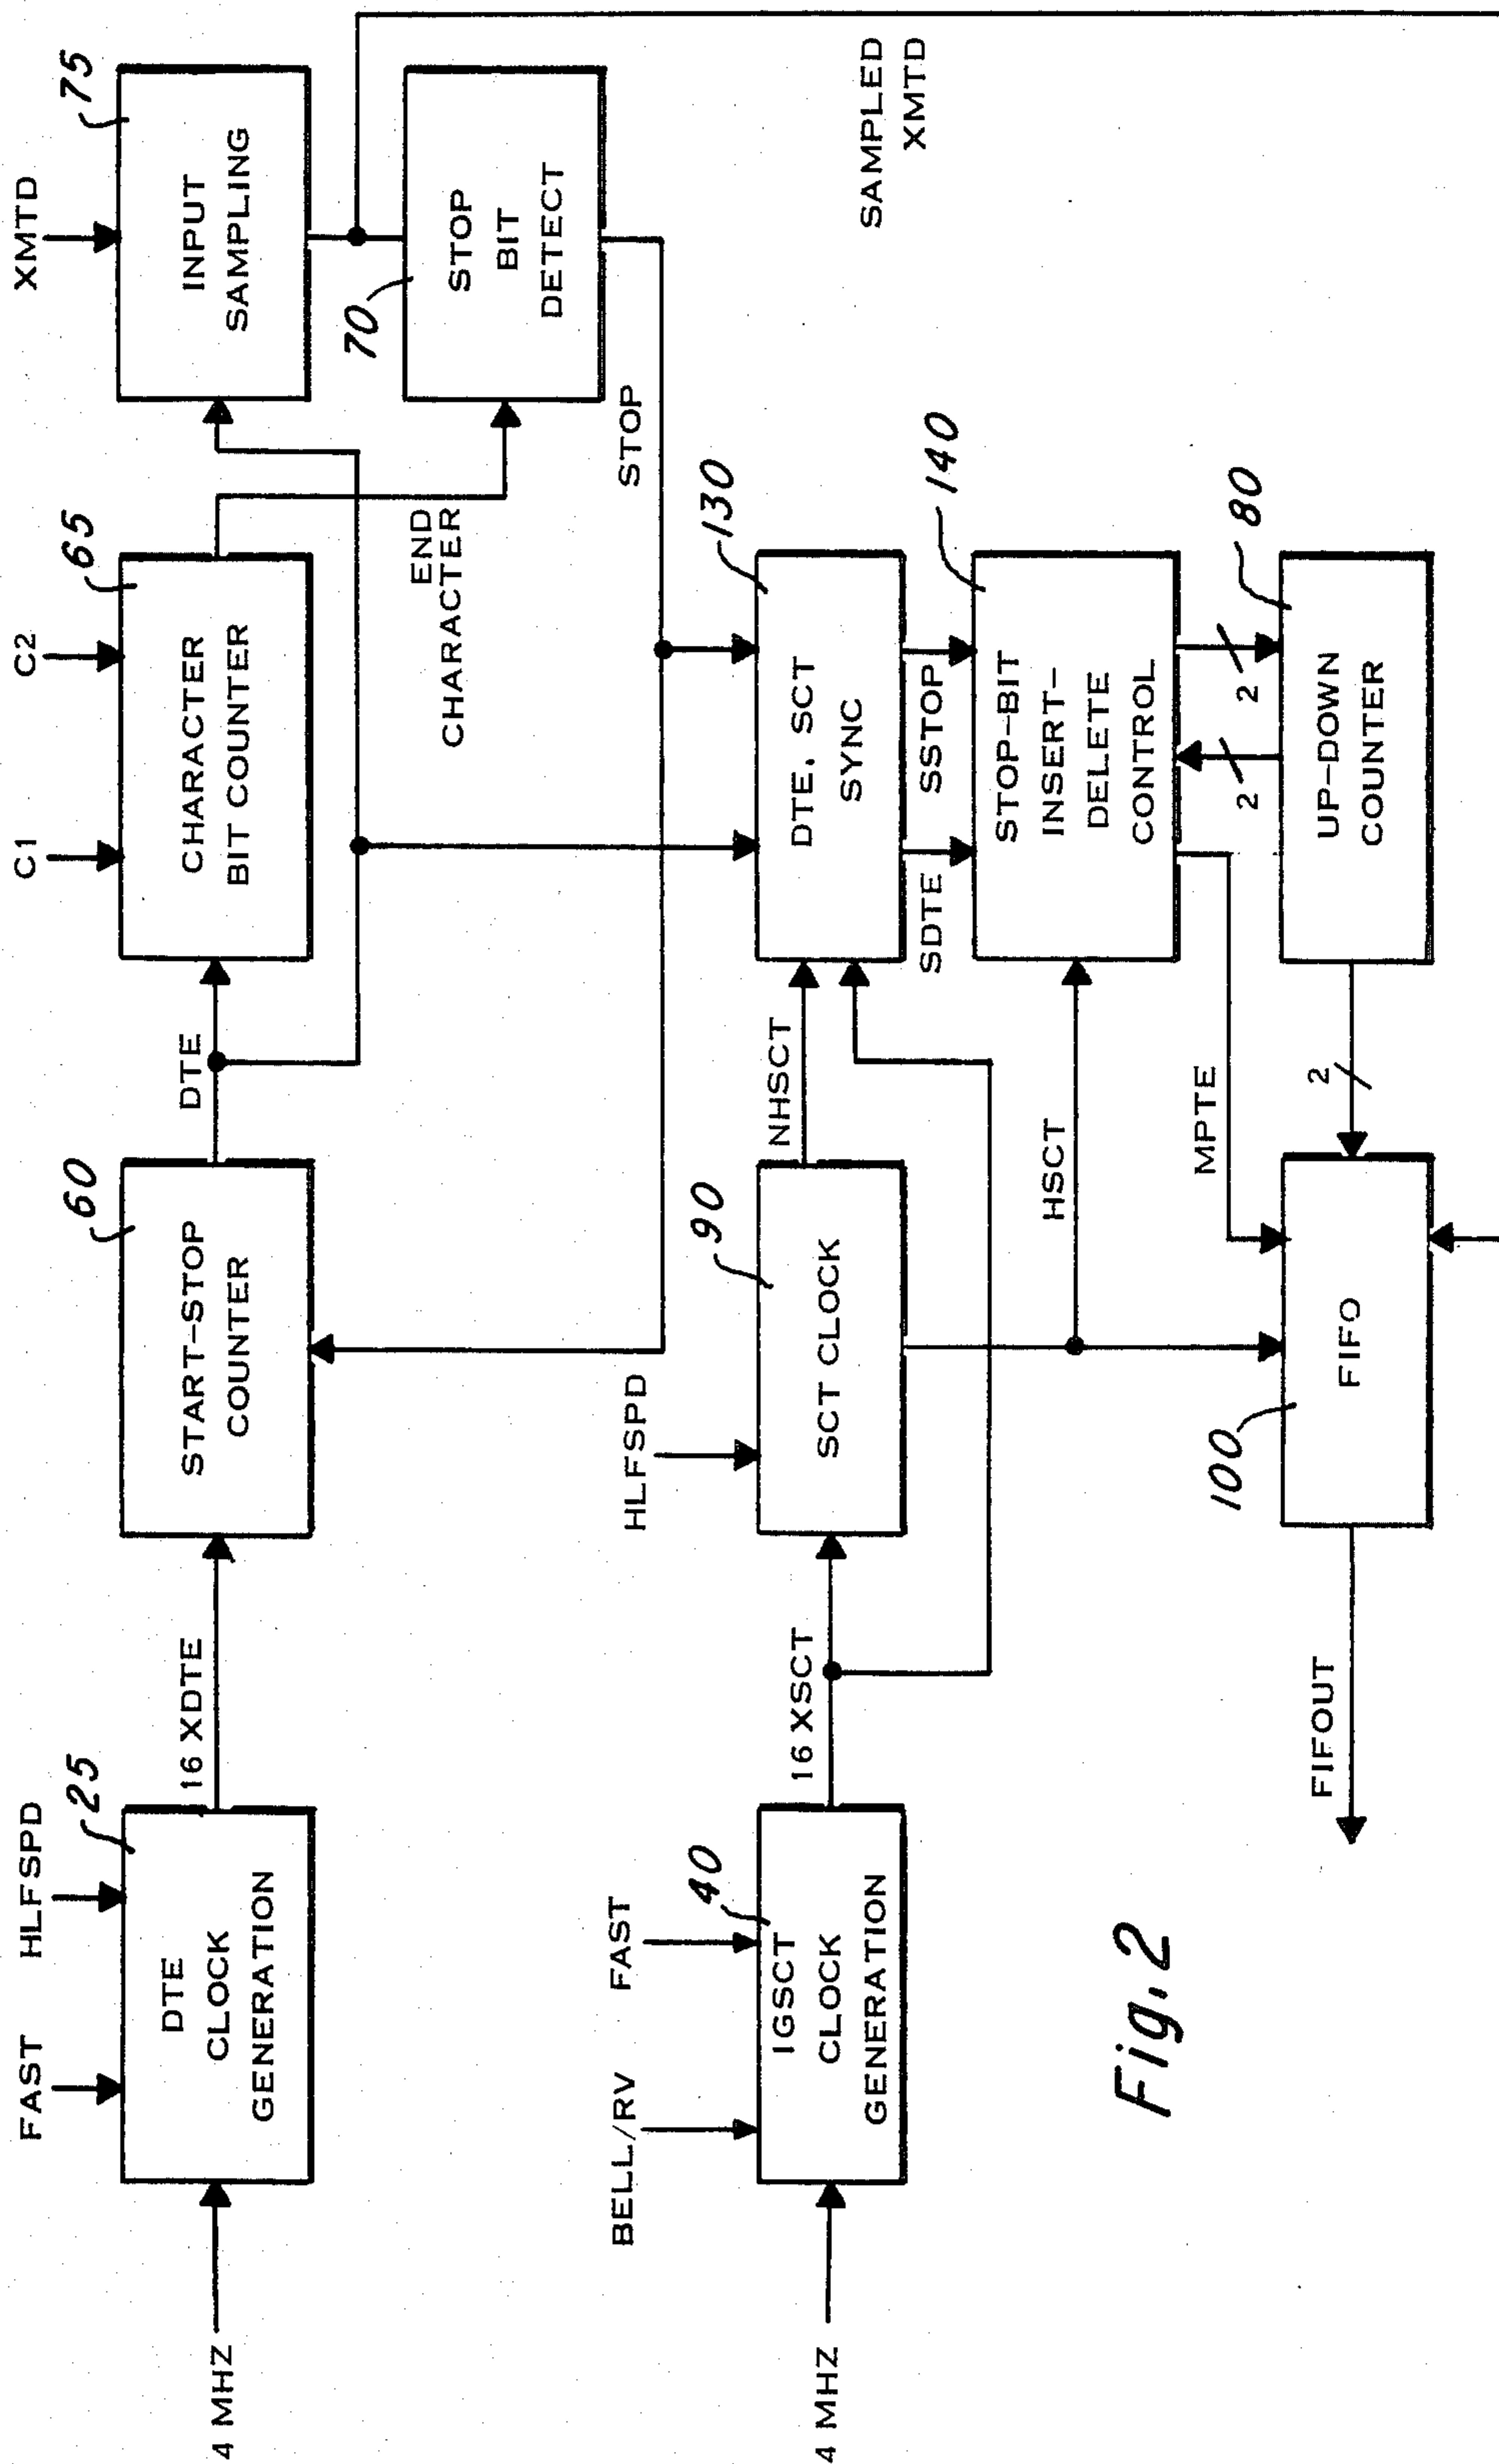 FAST
HLFSPD
25
4 MHZ
DTE
CLOCK
GENERATION
16 XDTE
60
START-STOP
COUNTER
DTE
C1
C2
65
CHARACTER
BIT COUNTER
XMTD
75
INPUT
SAMPLING
END
CHARACTER
70
STOP
BIT
DETECT
STOP
SAMPLED
XMTD
BELL/RV
FAST
40
4 MHZ
IGSCT
CLOCK
GENERATION
16 XSCT
HLFSPD
90
SCT CLOCK
NHSCT
130
DTE, SCT
SYNC
SDTE
SSTOP
HSCT
140
STOP-BIT
INSERT-
DELETE
CONTROL
MPTE
2
2
80
UP-DOWN
COUNTER
2
100
FIFO
FIFOUT
Fig. 2